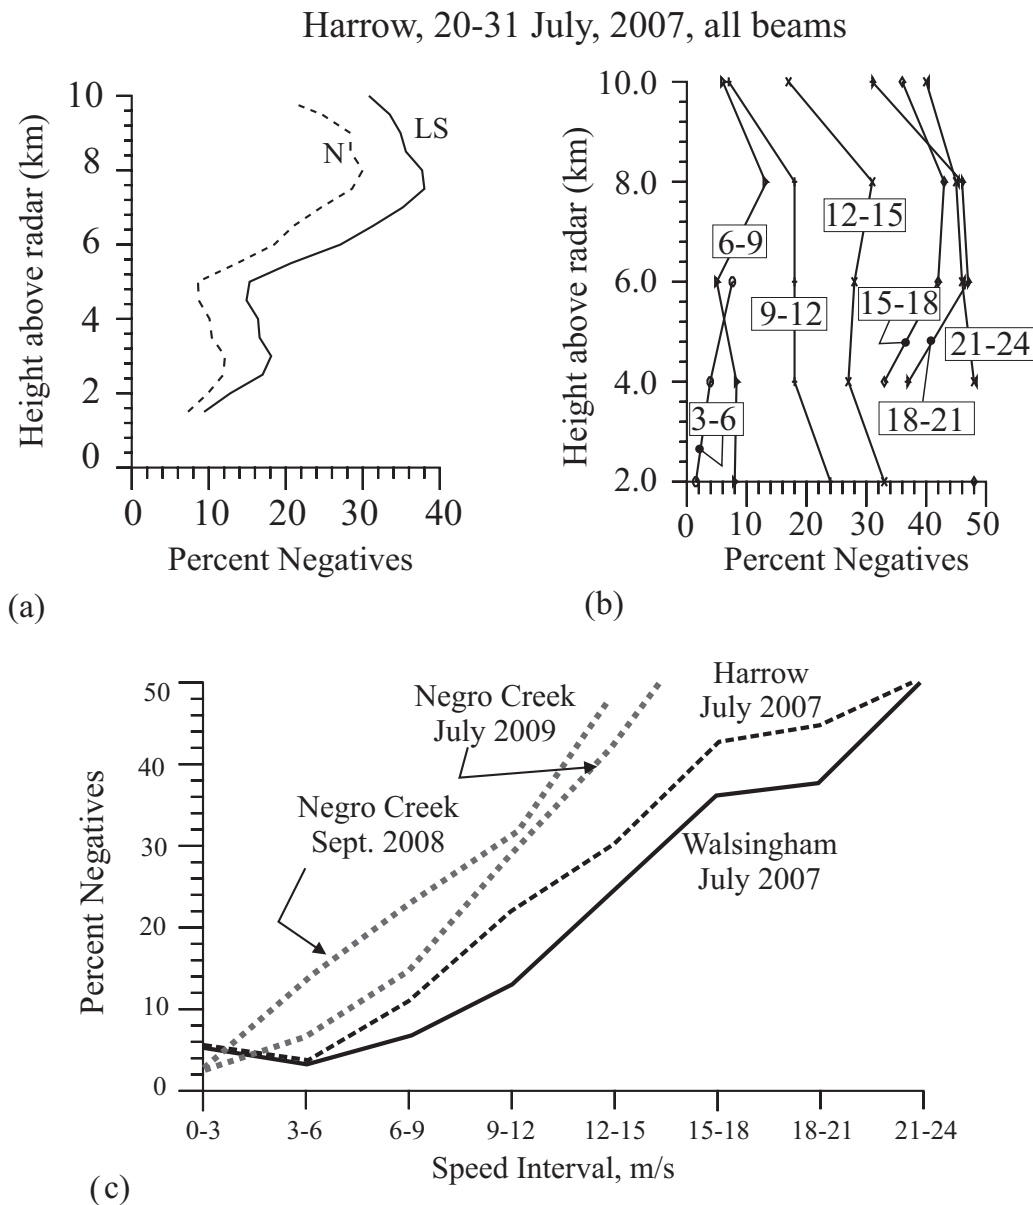 Harrow, 20-31 July, 2007, all beams
Height above radar (km)
10
8
6
4
2
0
N
LS
0
10
20
30
40
Percent Negatives
(a)
Height above radar (km)
10.0
8.0
6.0
4.0
2.0
6-9
12-15
9-12
15-18
21-24
3-6
18-21
0
10
20
30
40
50
Percent Negatives
(b)
Percent Negatives
50
40
30
20
10
0
Negro Creek
July 2009
Harrow
July 2007
Negro Creek
Sept. 2008
Walsingham
July 2007
0-3
3-6
6-9
9-12
12-15
15-18
18-21
21-24
Speed Interval, m/s
(c)